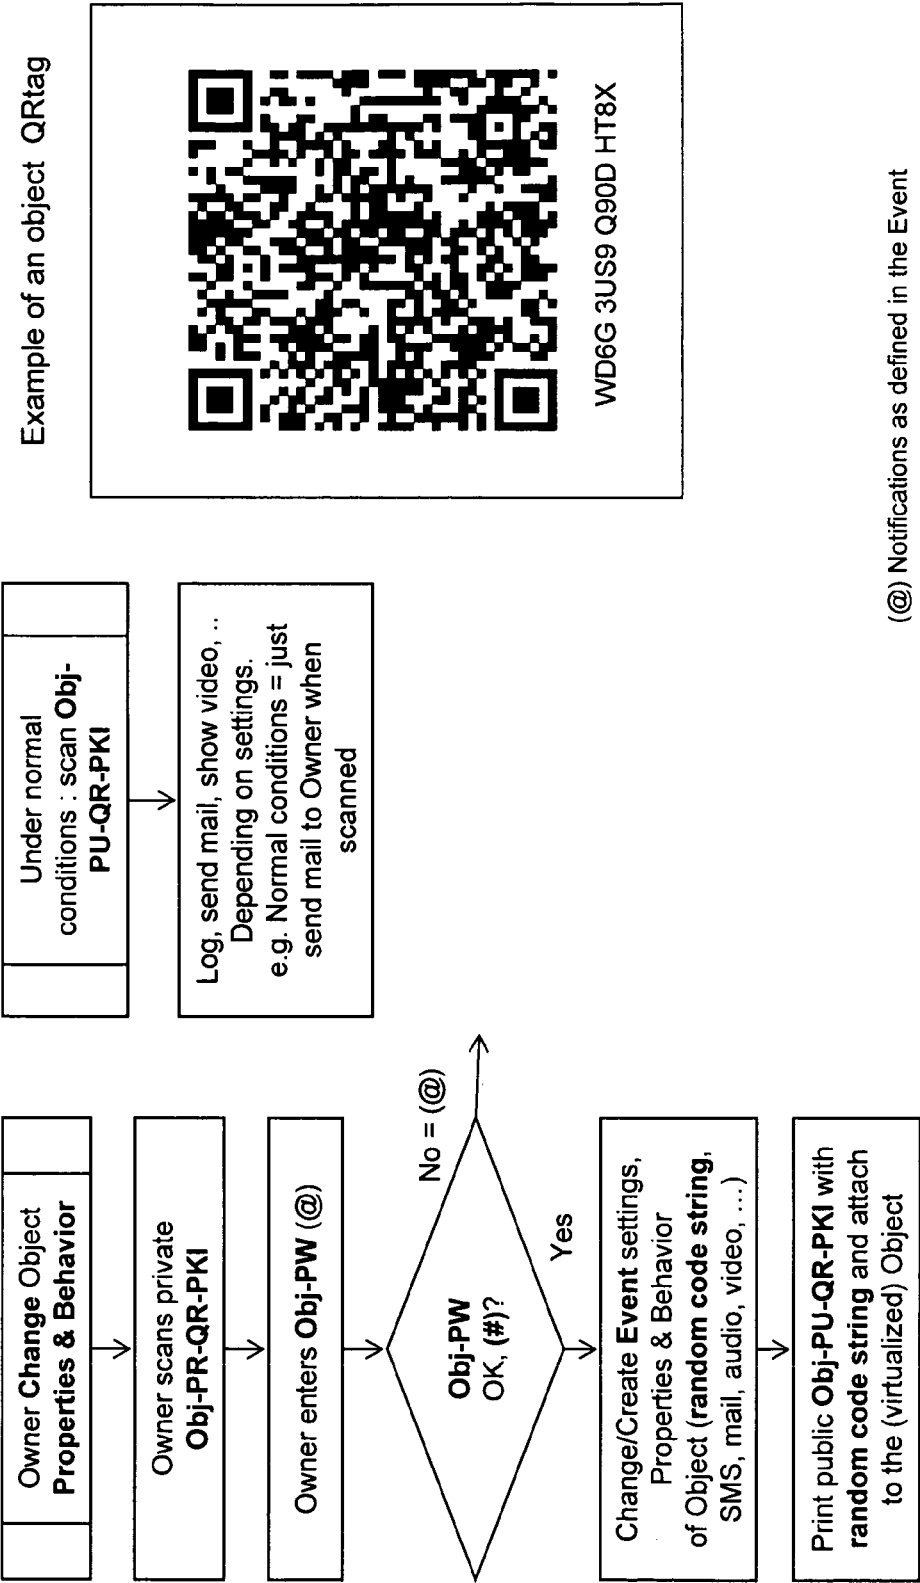 Owner Change Object
Properties & Behavior
Owner scans private
Obj-PR-QR-PKI
Owner enters Obj-PW (@)
Obj-PW
OK, (#)?
No = (@)
Yes
Change/Create Event settings,
Properties & Behavior
of Object (random code string,
SMS, mail, audio, video, ...)
Print public Obj-PU-QR-PKI with
random code string and attach
to the (virtualized) Object
Under normal
conditions : scan Obj-
PU-QR-PKI
Log, send mail, show video, ..
Depending on settings.
e.g. Normal conditions = just
send mail to Owner when
scanned
Example of an object QRtag
WD6G 3US9 Q90D HT8X
(@) Notifications as defined in the Event